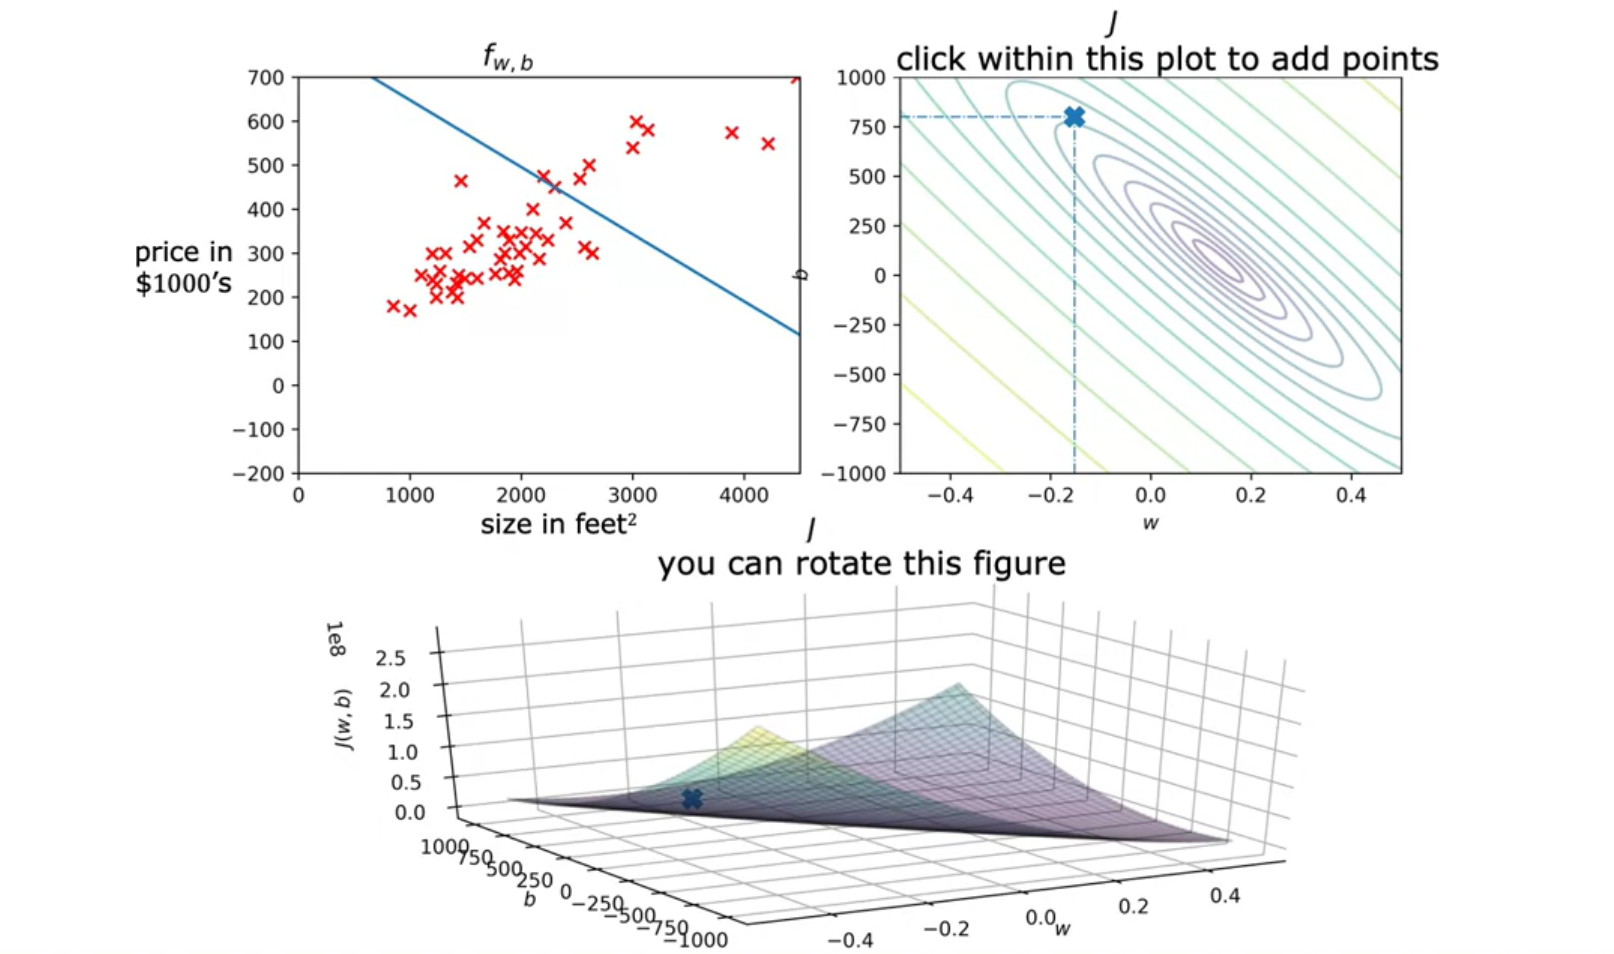 f_{w, b}
700
600
500
400
300
200
100
0
−100
−200
price in
$1000's
0 1000 2000 3000 4000
size in feet²
J
click within this plot to add points
1000
750
500
250
0
−250
−500
−750
−1000
b
−0.4 −0.2 0.0 0.2 0.4
w
J
you can rotate this figure
1e8
J(w, b)
2.5
2.0
1.5
1.0
0.5
0.0
1000
750
500
250
0
−250
−500
−750
−1000
b
−0.4
−0.2
0.0
0.2
0.4
w